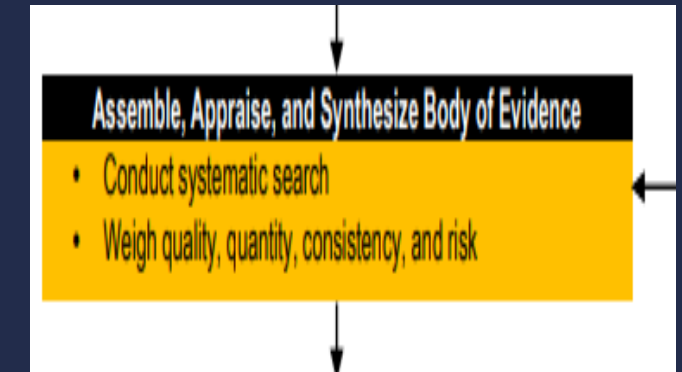 Assemble, Appraise, and Synthesize Body of Evidence
• Conduct systematic search
• Weigh quality, quantity, consistency, and risk